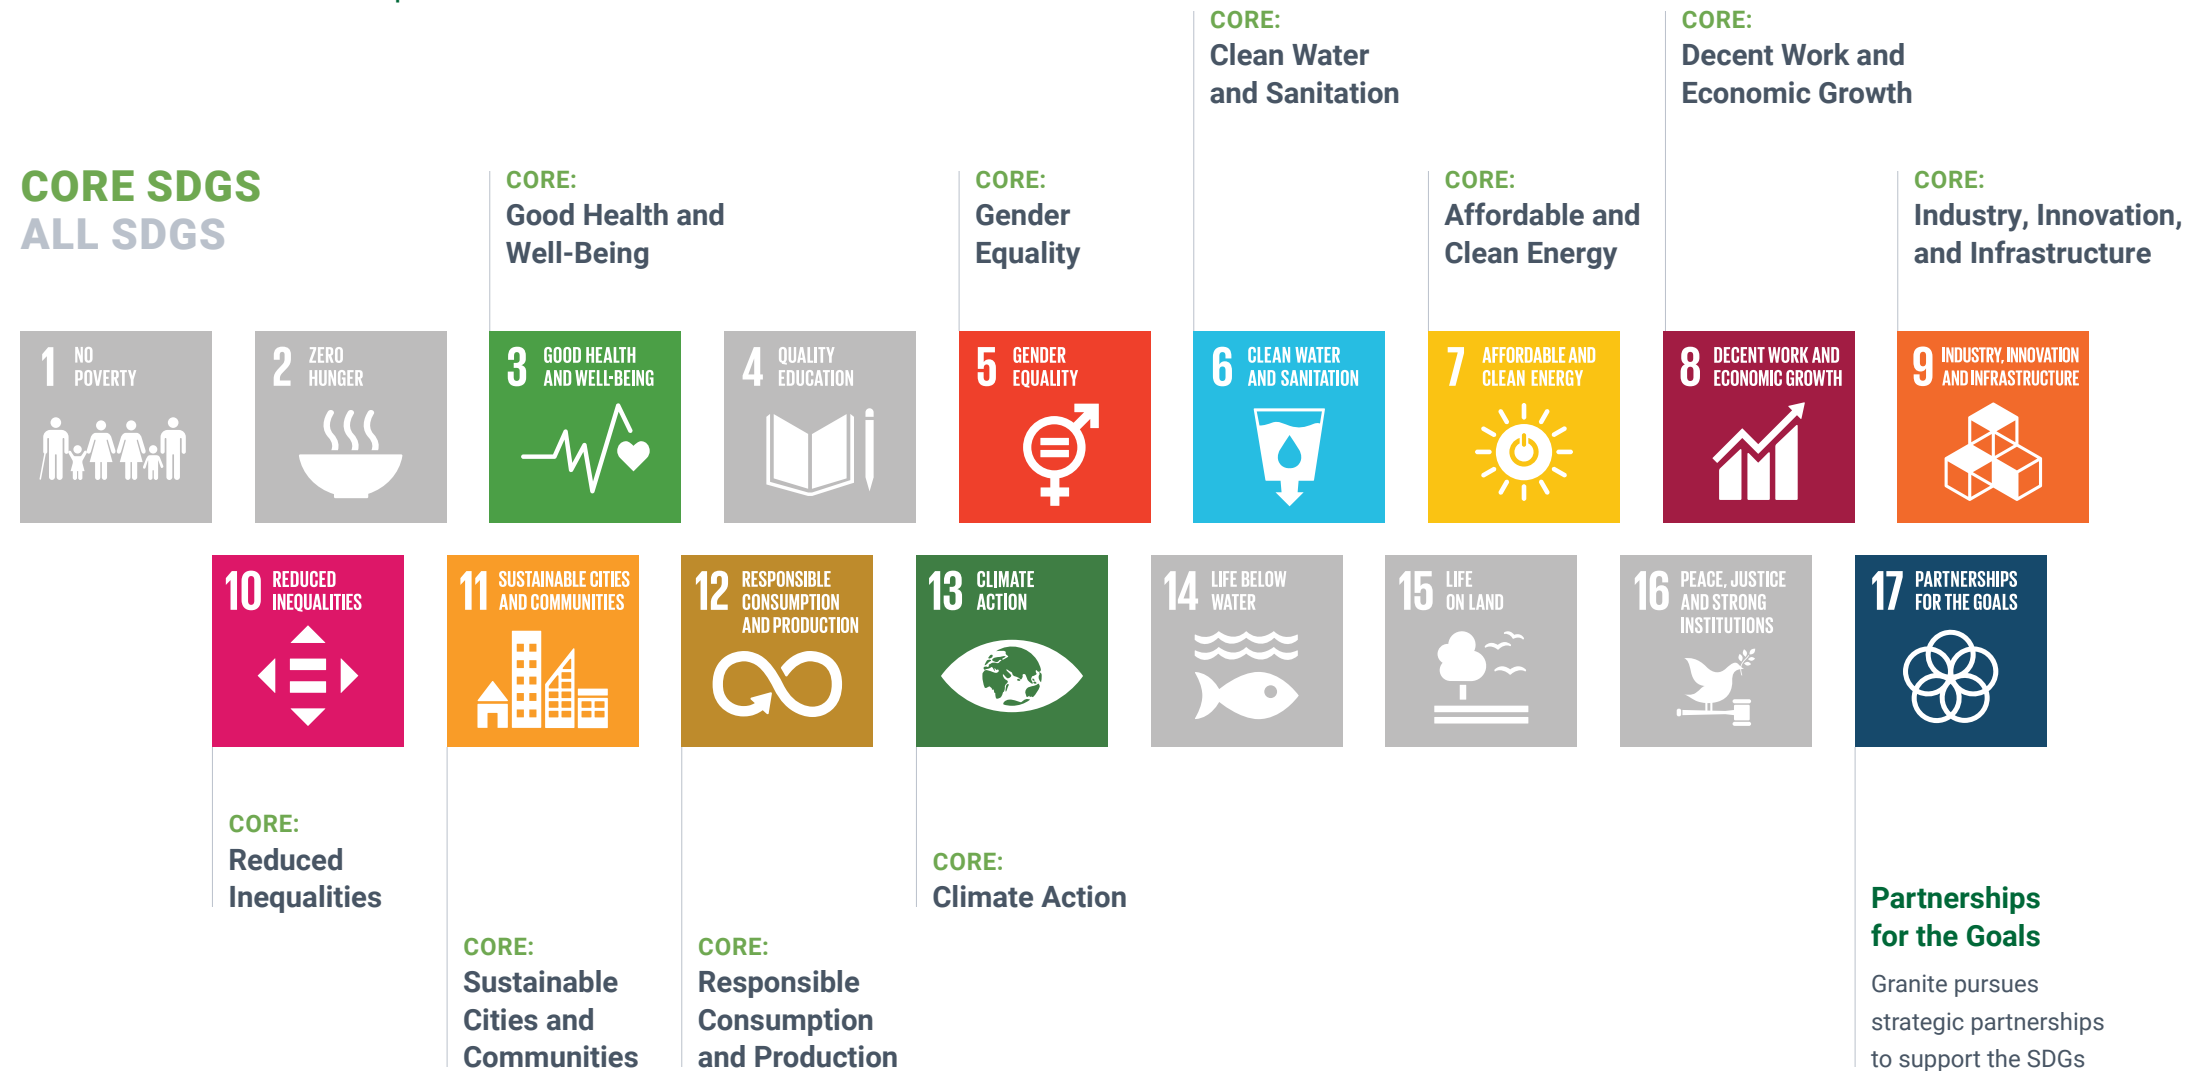 CORE:
Clean Water
and Sanitation
CORE:
Decent Work and
Economic Growth
CORE SDGS
ALL SDGS
CORE:
Good Health and
Well-Being
CORE:
Gender
Equality
CORE:
Affordable and
Clean Energy
CORE:
Industry, Innovation,
and Infrastructure
1 NO
POVERTY
2 ZERO
HUNGER
3 GOOD HEALTH
AND WELL-BEING
4 QUALITY
EDUCATION
5 GENDER
EQUALITY
6 CLEAN WATER
AND SANITATION
7 AFFORDABLE AND
CLEAN ENERGY
8 DECENT WORK AND
ECONOMIC GROWTH
9 INDUSTRY, INNOVATION
AND INFRASTRUCTURE
10 REDUCED
INEQUALITIES
11 SUSTAINABLE CITIES
AND COMMUNITIES
12 RESPONSIBLE
CONSUMPTION
AND PRODUCTION
13 CLIMATE
ACTION
14 LIFE BELOW
WATER
15 LIFE
ON LAND
16 PEACE, JUSTICE
AND STRONG
INSTITUTIONS
17 PARTNERSHIPS
FOR THE GOALS
CORE:
Reduced
Inequalities
CORE:
Sustainable
Cities and
Communities
CORE:
Responsible
Consumption
and Production
CORE:
Climate Action
Partnerships
for the Goals
Granite pursues
strategic partnerships
to support the SDGs